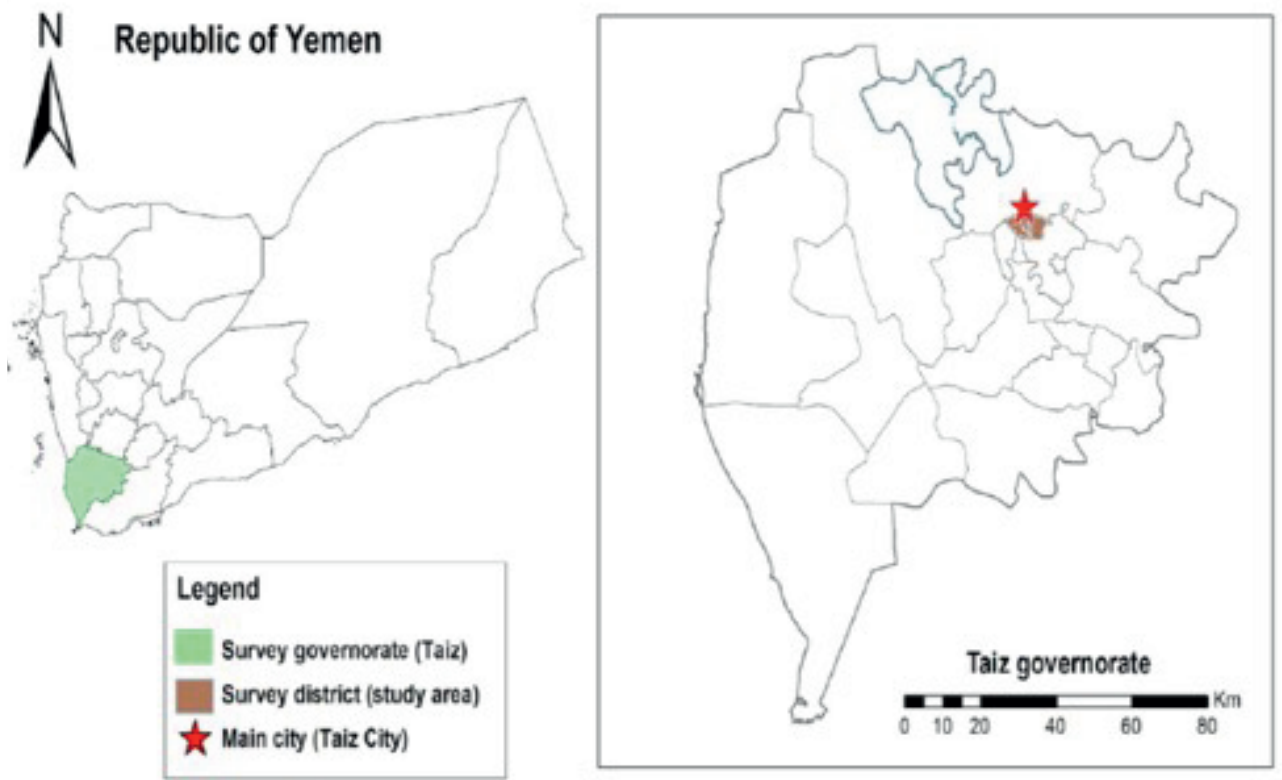 N
Republic of Yemen
Legend
Survey governorate (Taiz)
Survey district (study area)
Main city (Taiz City)
Taiz governorate
Km
0 10 20 40 60 80